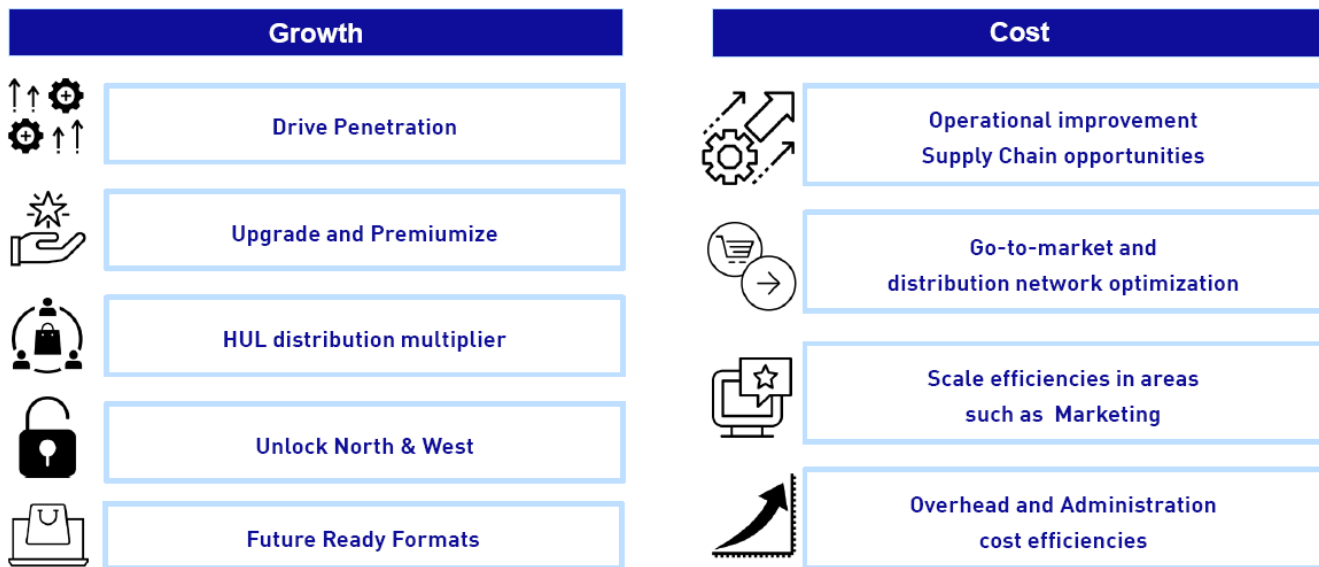 Growth
Drive Penetration
Upgrade and Premiumize
HUL distribution multiplier
Unlock North & West
Future Ready Formats
Cost
Operational improvement
Supply Chain opportunities
Go-to-market and
distribution network optimization
Scale efficiencies in areas
such as Marketing
Overhead and Administration
cost efficiencies